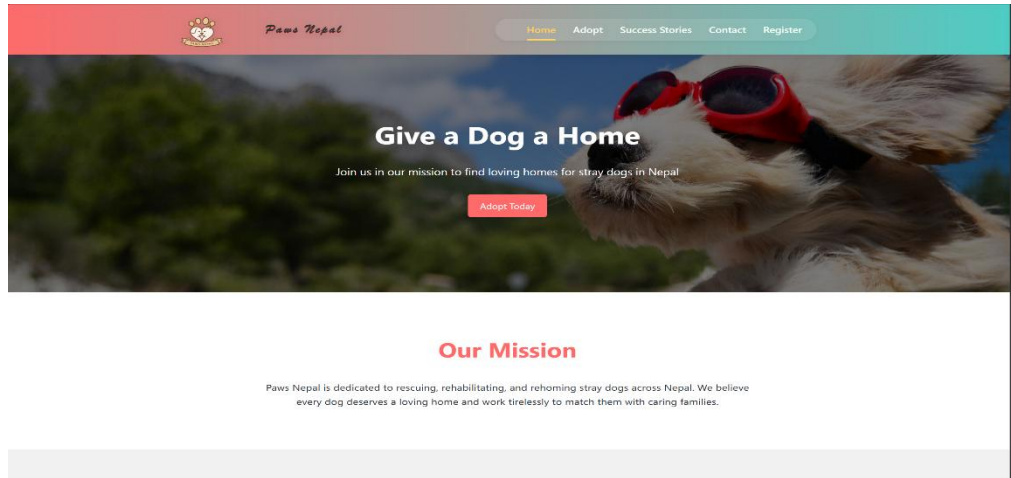 Paws Nepal
Home Adopt Success Stories Contact Register
Give a Dog a Home
Join us in our mission to find loving homes for stray dogs in Nepal
Adopt Today
Our Mission
Paws Nepal is dedicated to rescuing, rehabilitating, and rehoming stray dogs across Nepal. We believe
every dog deserves a loving home and work tirelessly to match them with caring families.